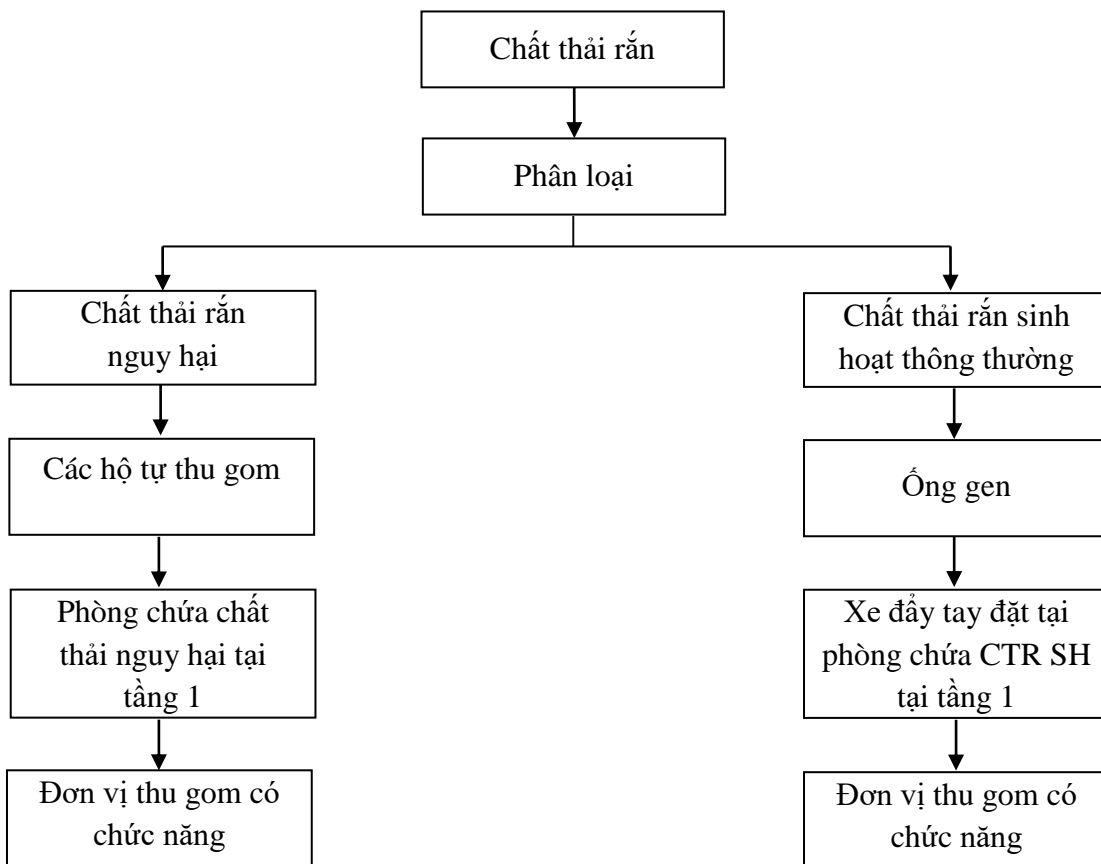 Chất thải rắn
Phân loại
Chất thải rắn
nguy hại
Chất thải rắn sinh
hoạt thông thường
Các hộ tự thu gom
Ống gen
Phòng chứa chất
thải nguy hại tại
tầng 1
Xe đẩy tay đặt tại
phòng chứa CTR SH
tại tầng 1
Đơn vị thu gom có
chức năng
Đơn vị thu gom có
chức năng